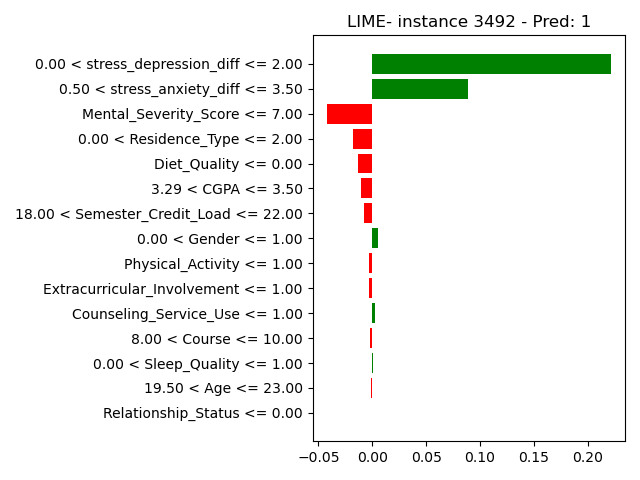 LIME- instance 3492 - Pred: 1
0.00 < stress_depression_diff <= 2.00
0.50 < stress_anxiety_diff <= 3.50
Mental_Severity_Score <= 7.00
0.00 < Residence_Type <= 2.00
Diet_Quality <= 0.00
3.29 < CGPA <= 3.50
18.00 < Semester_Credit_Load <= 22.00
0.00 < Gender <= 1.00
Physical_Activity <= 1.00
Extracurricular_Involvement <= 1.00
Counseling_Service_Use <= 1.00
8.00 < Course <= 10.00
0.00 < Sleep_Quality <= 1.00
19.50 < Age <= 23.00
Relationship_Status <= 0.00
−0.05 0.00 0.05 0.10 0.15 0.20